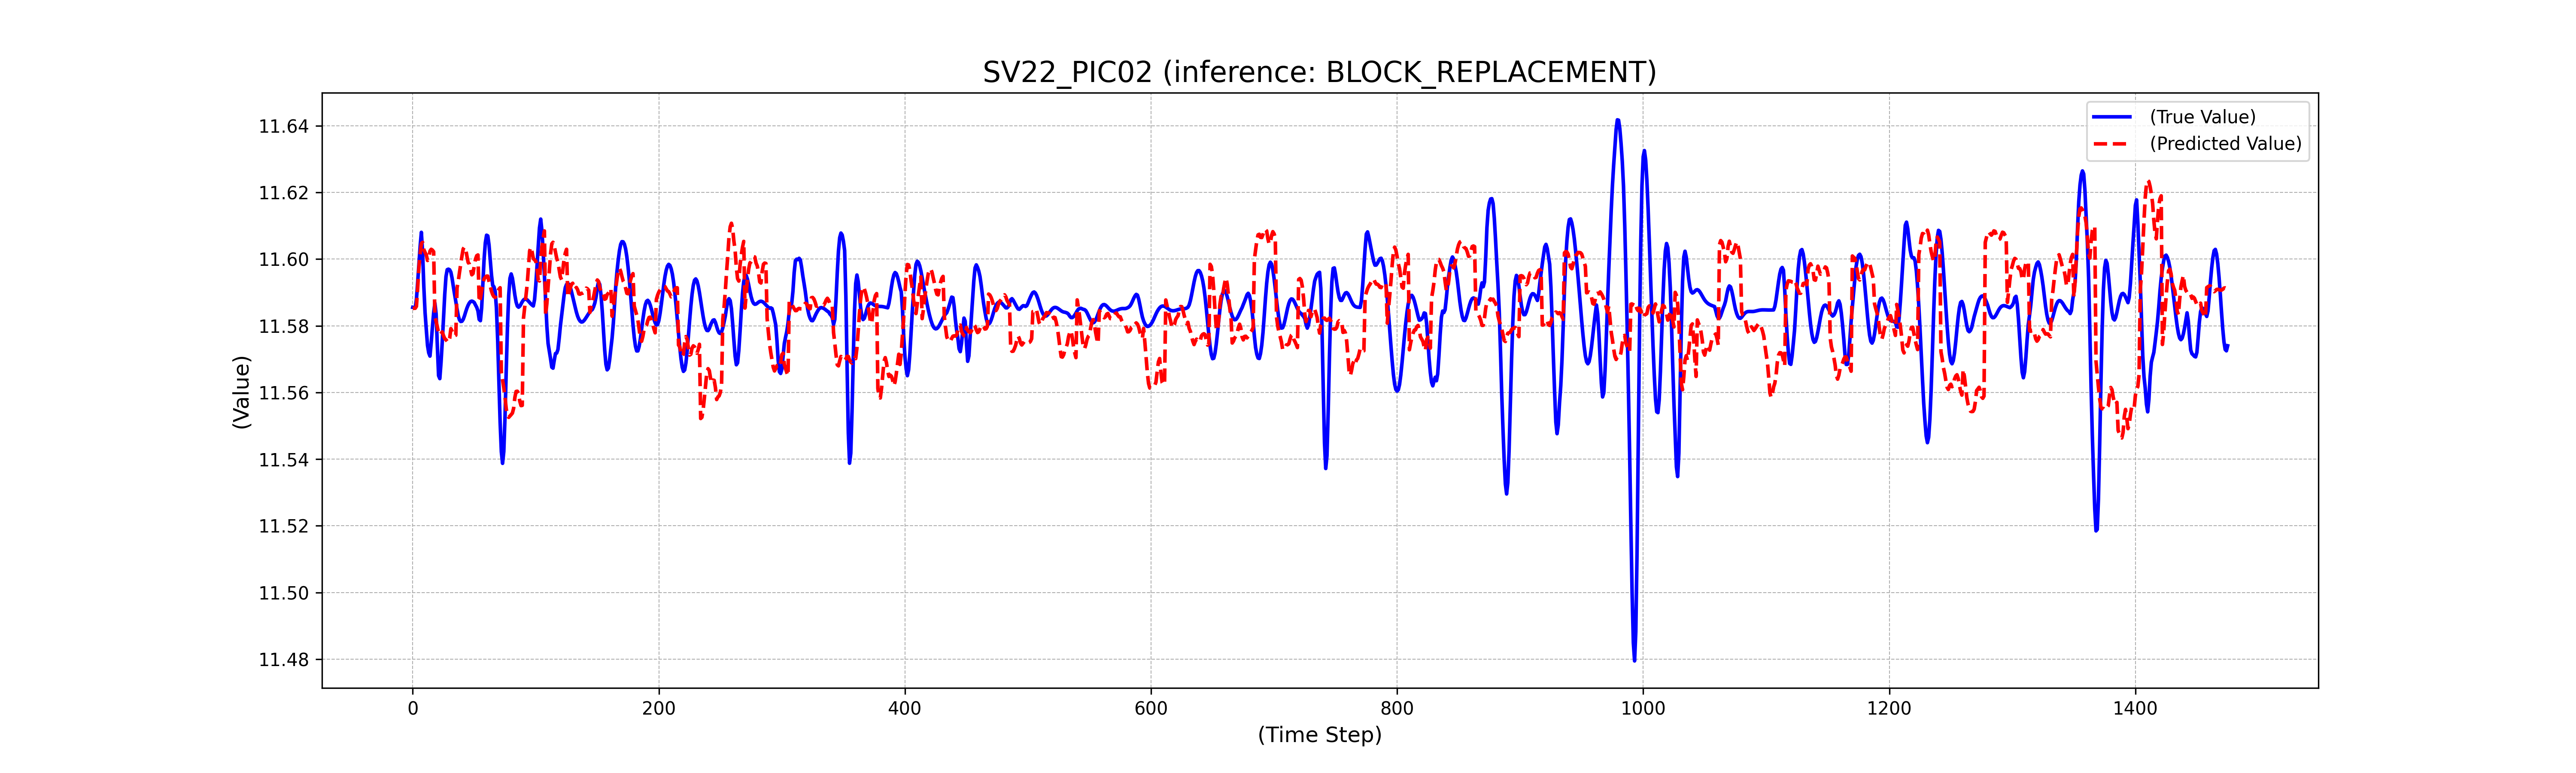 SV22_PIC02 (inference: BLOCK_REPLACEMENT)
(True Value)
(Predicted Value)
11.64
11.62
11.60
11.58
11.56
11.54
11.52
11.50
11.48
(Value)
0 200 400 600 800 1000 1200 1400
(Time Step)